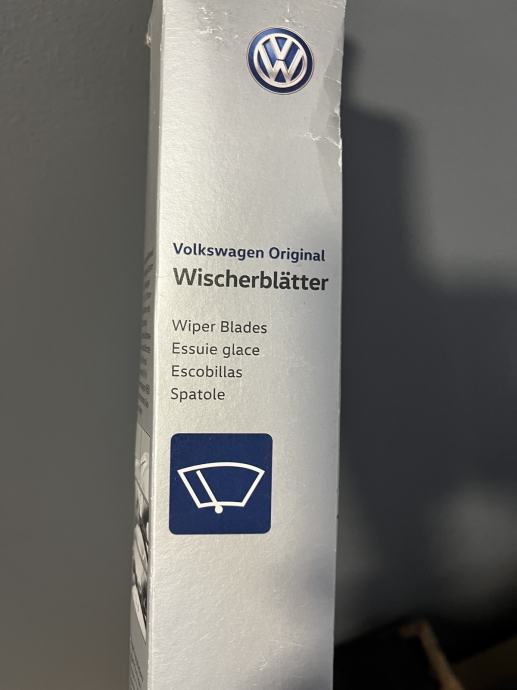 Volkswagen Original
Wischerblätter
Wiper Blades
Essuie glace
Escobillas
Spatole